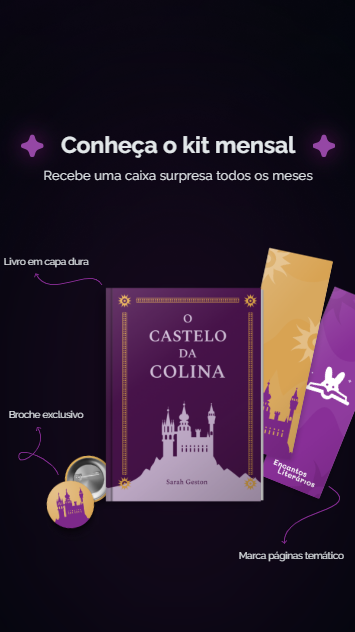 Conheça o kit mensal
Recebe uma caixa surpresa todos os meses
Livro em capa dura
O
CASTELO
DA
COLINA
Sarah Geston
Broche exclusivo
Encantos
Literários
Marca páginas temático